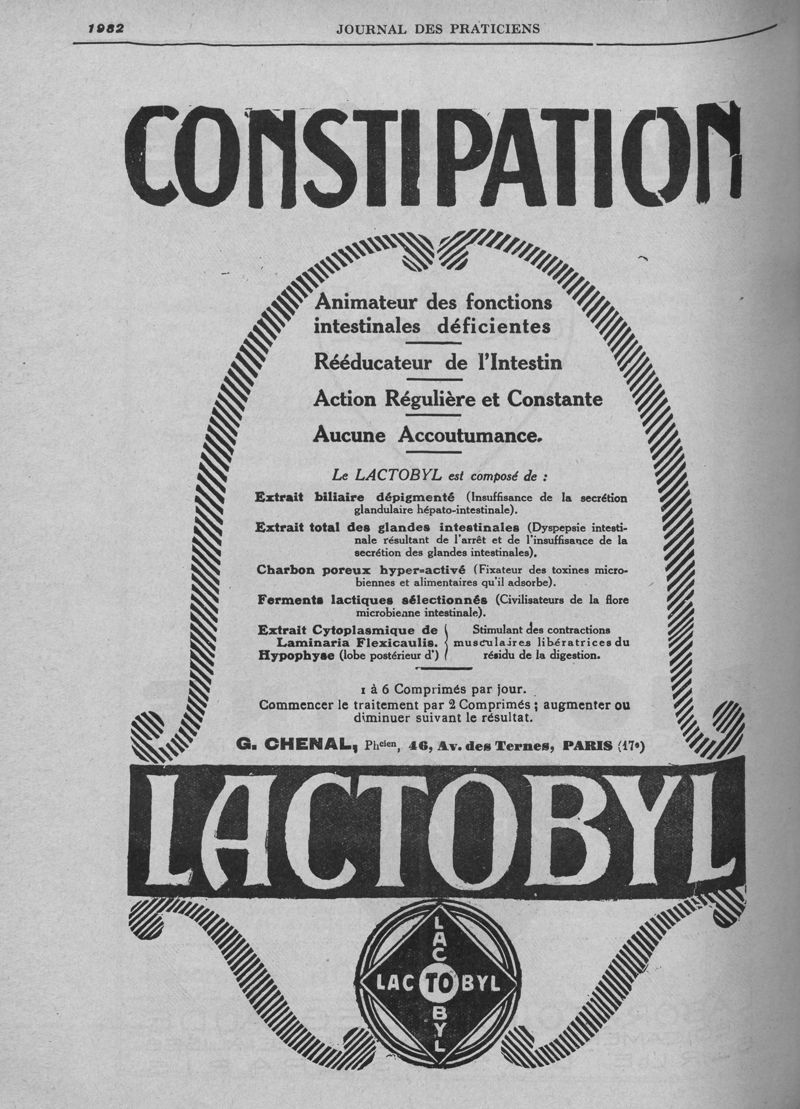 1982
JOURNAL DES PRATICIENS
CONSTIPATION
Animateur des fonctions
intestinales déficientes
Rééducateur de l'Intestin
Action Régulière et Constante
Aucune Accoutumance.
Le LACTOBYL est composé de :
Extrait biliaire dépigmenté (Insuffisance de la secrétion
glandulaire hépato-intestinale).
Extrait total des glandes intestinales (Dyspepsie intesti-
nale résultant de l'arrêt et de l'insuffisance de la
secrétion des glandes intestinales).
Charbon poreux hyper=activé (Fixateur des toxines micro-
biennes et alimentaires qu'il adsorbe).
Ferments lactiques sélectionnés (Civilisateurs de la flore
microbienne intestinale).
Extrait Cytoplasmique de ( Stimulant des contractions
Laminaria Flexicaulis. { musculaires libératrices du
Hypophyse (lobe postérieur d') ( résidu de la digestion.
1 à 6 Comprimés par jour.
Commencer le traitement par 2 Comprimés ; augmenter ou
diminuer suivant le résultat.
G. CHENAL, Phcien, 46, Av. des Ternes, PARIS (17e)
LACTOBYL
LACTOBYL
LACTOBYL